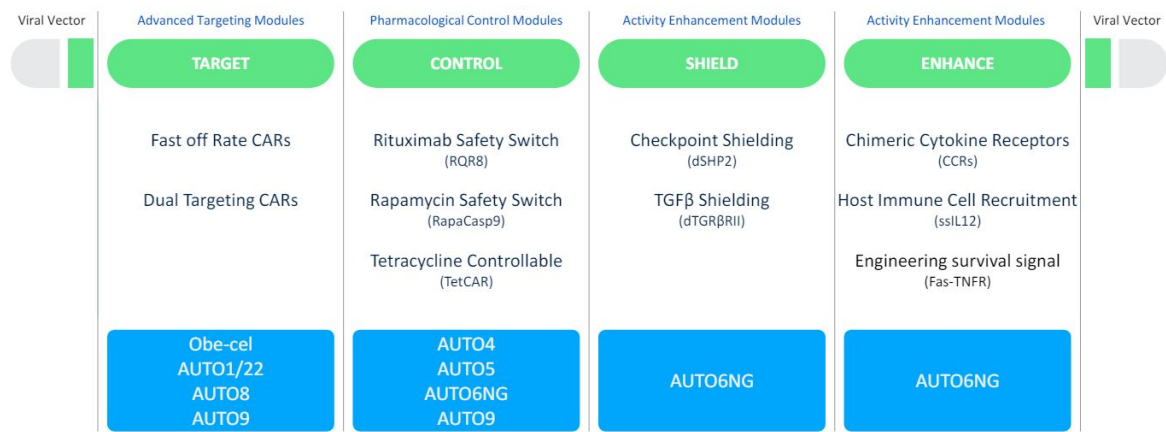 Viral Vector
Advanced Targeting Modules
Pharmacological Control Modules
Activity Enhancement Modules
Activity Enhancement Modules
Viral Vector
TARGET
CONTROL
SHIELD
ENHANCE
Fast off Rate CARs
Dual Targeting CARs
Rituximab Safety Switch
(RQR8)
Rapamycin Safety Switch
(RapaCasp9)
Tetracycline Controllable
(TetCAR)
Checkpoint Shielding
(dSHP2)
TGFβ Shielding
(dTGRβRII)
Chimeric Cytokine Receptors
(CCRs)
Host Immune Cell Recruitment
(ssIL12)
Engineering survival signal
(Fas-TNFR)
Obe-cel
AUTO1/22
AUTO8
AUTO9
AUTO4
AUTO5
AUTO6NG
AUTO9
AUTO6NG
AUTO6NG